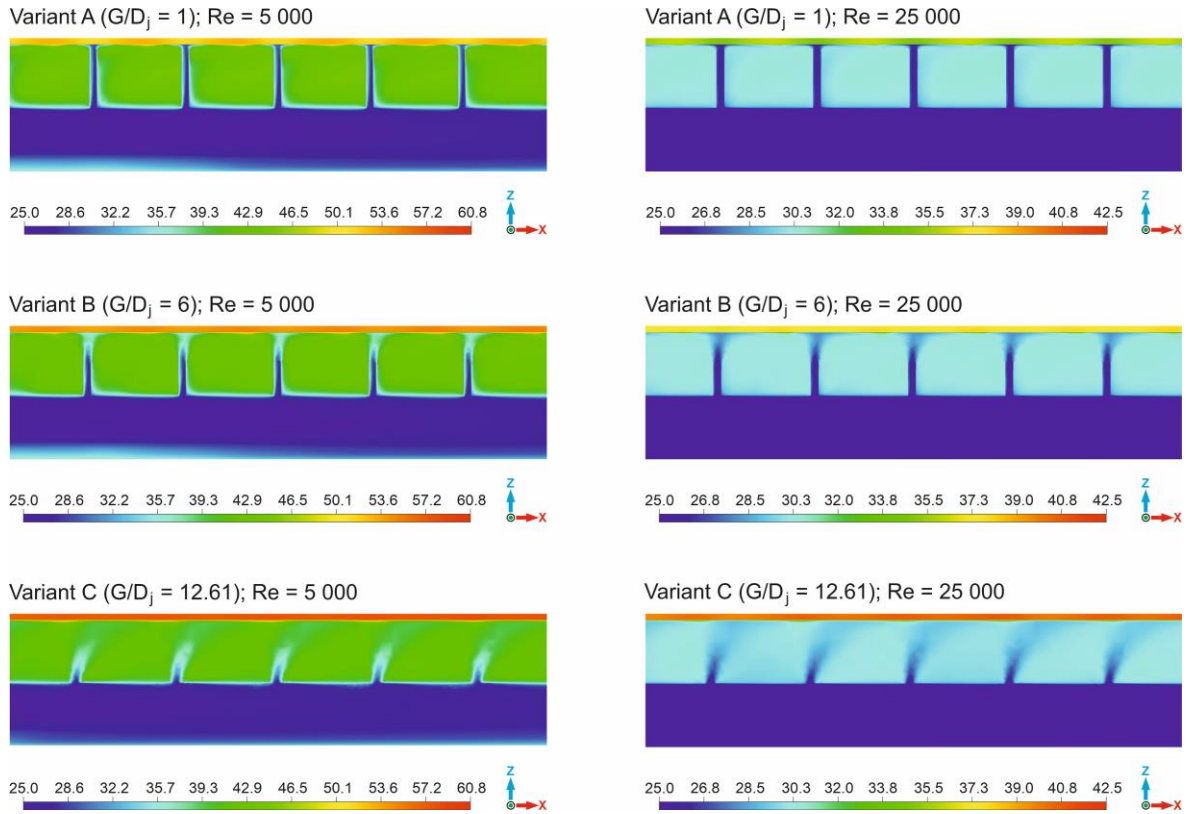 Variant A (G/Dj = 1); Re = 5 000
Variant A (G/Dj = 1); Re = 25 000
25.0 28.6 32.2 35.7 39.3 42.9 46.5 50.1 53.6 57.2 60.8
Z
X
25.0 26.8 28.5 30.3 32.0 33.8 35.5 37.3 39.0 40.8 42.5
Z
X
Variant B (G/Dj = 6); Re = 5 000
Variant B (G/Dj = 6); Re = 25 000
25.0 28.6 32.2 35.7 39.3 42.9 46.5 50.1 53.6 57.2 60.8
Z
X
25.0 26.8 28.5 30.3 32.0 33.8 35.5 37.3 39.0 40.8 42.5
Z
X
Variant C (G/Dj = 12.61); Re = 5 000
Variant C (G/Dj = 12.61); Re = 25 000
25.0 28.6 32.2 35.7 39.3 42.9 46.5 50.1 53.6 57.2 60.8
Z
X
25.0 26.8 28.5 30.3 32.0 33.8 35.5 37.3 39.0 40.8 42.5
Z
X